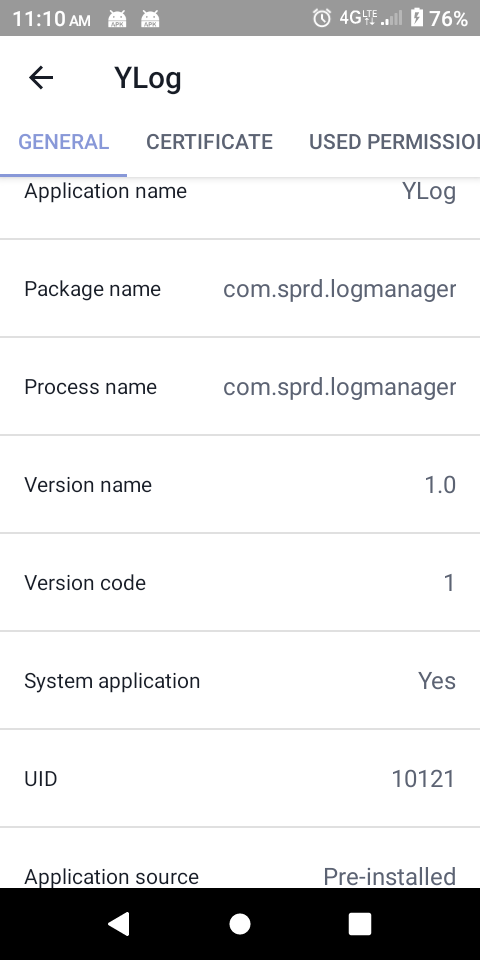 11:10 AM APK APK 4G LTE 76%
YLog
GENERAL CERTIFICATE USED PERMISSIO
Application name YLog
Package name com.sprd.logmanager
Process name com.sprd.logmanager
Version name 1.0
Version code 1
System application Yes
UID 10121
Application source Pre-installed